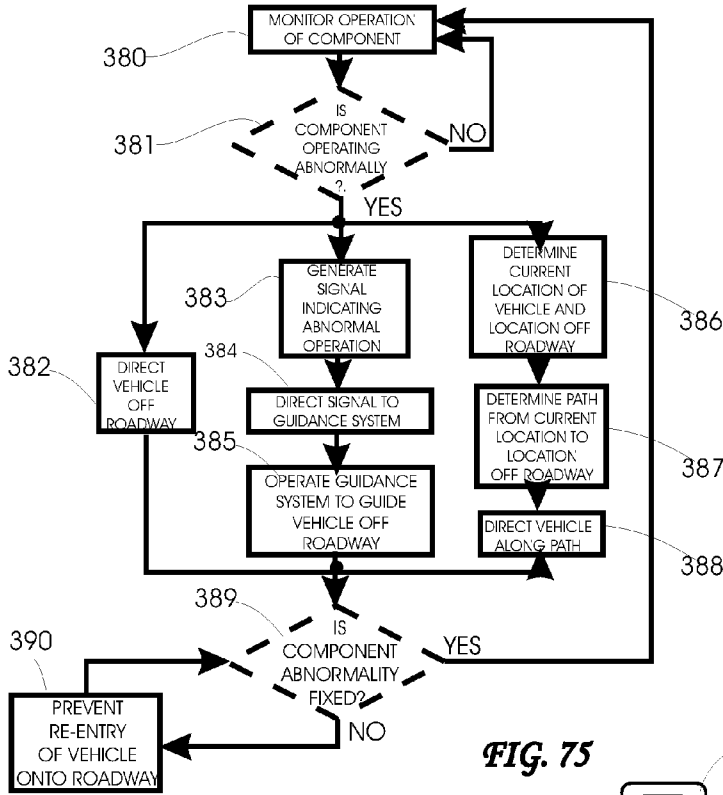 380
MONITOR OPERATION
OF COMPONENT
381
IS
COMPONENT
OPERATING
ABNORMALLY
?.
NO
YES
382
DIRECT
VEHICLE
OFF
ROADWAY
383
GENERATE
SIGNAL
INDICATING
ABNORMAL
OPERATION
384
DIRECT SIGNAL TO
GUIDANCE SYSTEM
385
OPERATE GUIDANCE
SYSTEM TO GUIDE
VEHICLE OFF
ROADWAY
386
DETERMINE
CURRENT
LOCATION OF
VEHICLE AND
LOCATION OFF
ROADWAY
387
DETERMINE PATH
FROM CURRENT
LOCATION TO
LOCATION
OFF ROADWAY
388
DIRECT VEHICLE
ALONG PATH
389
IS
COMPONENT
ABNORMALITY
FIXED?
YES
NO
390
PREVENT
RE-ENTRY
OF VEHICLE
ONTO ROADWAY
FIG. 75